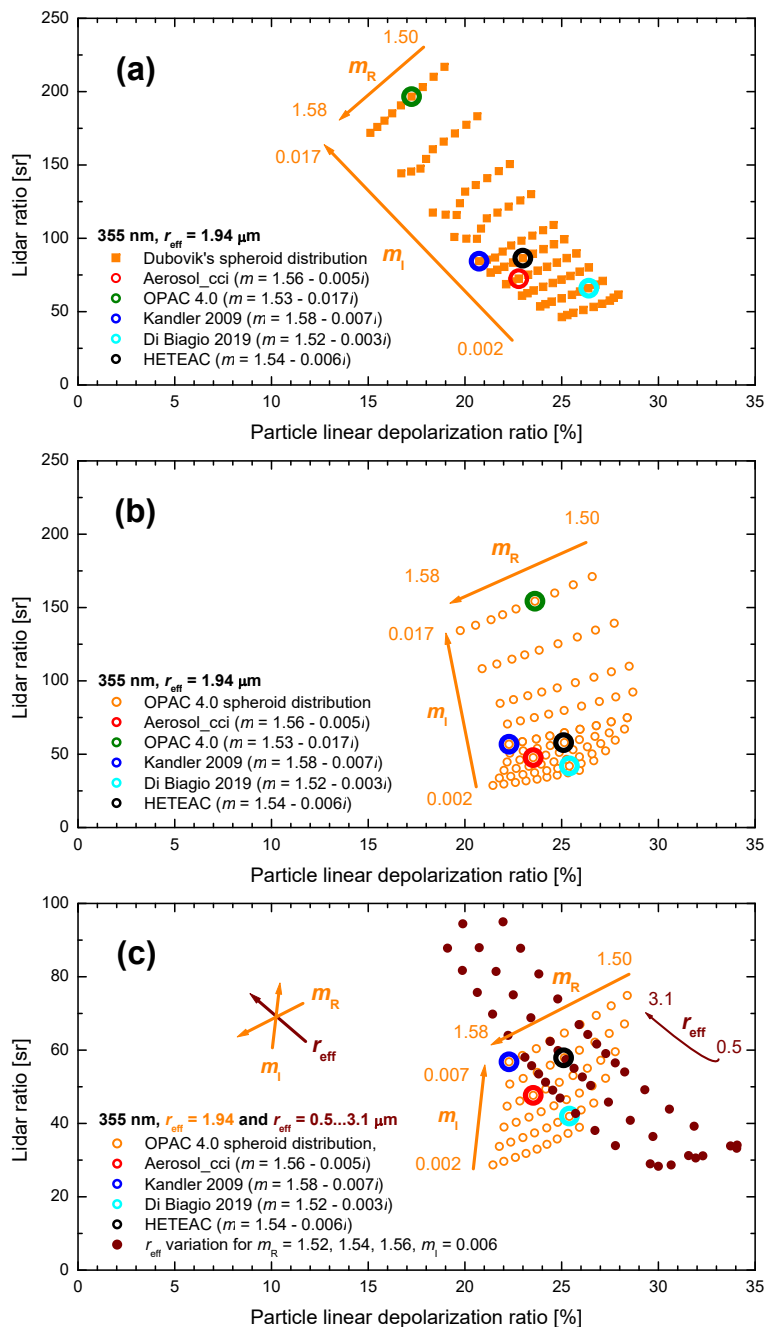 250
200
150
100
50
0
Lidar ratio [sr]
(a)
1.50
m_R
1.58
0.017
m_I
0.002
355 nm, r_eff = 1.94 μm
Dubovik's spheroid distribution
Aerosol_cci (m = 1.56 - 0.005i)
OPAC 4.0 (m = 1.53 - 0.017i)
Kandler 2009 (m = 1.58 - 0.007i)
Di Biagio 2019 (m = 1.52 - 0.003i)
HETEAC (m = 1.54 - 0.006i)
0 5 10 15 20 25 30 35
Particle linear depolarization ratio [%]
250
200
150
100
50
0
Lidar ratio [sr]
(b)
1.50
m_R
1.58
0.017
m_I
0.002
355 nm, r_eff = 1.94 μm
OPAC 4.0 spheroid distribution
Aerosol_cci (m = 1.56 - 0.005i)
OPAC 4.0 (m = 1.53 - 0.017i)
Kandler 2009 (m = 1.58 - 0.007i)
Di Biagio 2019 (m = 1.52 - 0.003i)
HETEAC (m = 1.54 - 0.006i)
0 5 10 15 20 25 30 35
Particle linear depolarization ratio [%]
100
80
60
40
20
0
Lidar ratio [sr]
(c)
m_R
r_eff
m_I
1.50
m_R
1.58
3.1
r_eff
0.5
0.007
m_I
0.002
355 nm, r_eff = 1.94 and r_eff = 0.5...3.1 μm
OPAC 4.0 spheroid distribution,
Aerosol_cci (m = 1.56 - 0.005i)
Kandler 2009 (m = 1.58 - 0.007i)
Di Biagio 2019 (m = 1.52 - 0.003i)
HETEAC (m = 1.54 - 0.006i)
r_eff variation for m_R = 1.52, 1.54, 1.56, m_I = 0.006
0 5 10 15 20 25 30 35
Particle linear depolarization ratio [%]